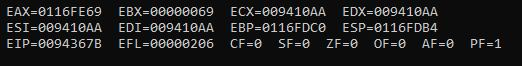 EAX=0116FE69  EBX=00000069  ECX=009410AA  EDX=009410AA
ESI=009410AA  EDI=009410AA  EBP=0116FDC0  ESP=0116FDB4
EIP=0094367B  EFL=00000206  CF=0  SF=0  ZF=0  OF=0  AF=0  PF=1